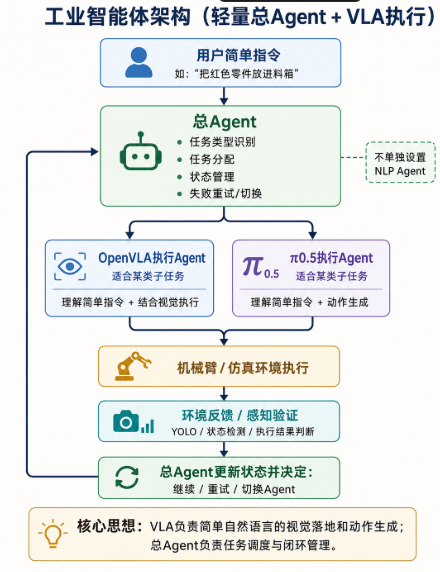 工业智能体架构（轻量总Agent + VLA执行）
用户简单指令
如：“把红色零件放进料箱”
总Agent
• 任务类型识别
• 任务分配
• 状态管理
• 失败重试/切换
不单独设置
NLP Agent
OpenVLA执行Agent
适合某类子任务
理解简单指令 + 结合视觉执行
π0.5
π0.5执行Agent
适合某类子任务
理解简单指令 + 动作生成
机械臂 / 仿真环境执行
环境反馈 / 感知验证
YOLO / 状态检测 / 执行结果判断
总Agent更新状态并决定：
继续 / 重试 / 切换Agent
核心思想：VLA负责简单自然语言的视觉落地和动作生成；
总Agent负责任务调度与闭环管理。